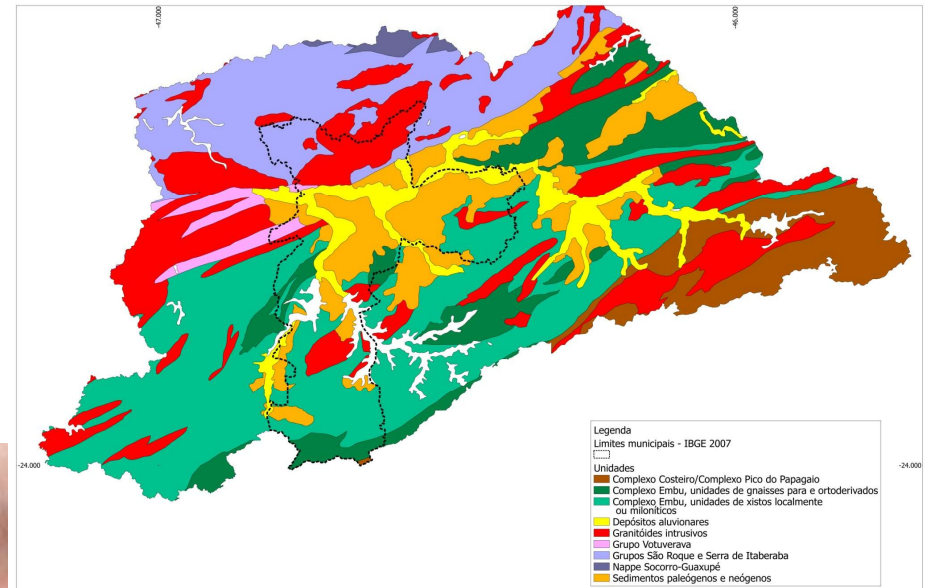 -47.000
-46.000
-24.000
-24.000
Legenda
Limites municipais - IBGE 2007
Unidades
Complexo Costeiro/Complexo Pico do Papagaio
Complexo Embu, unidades de gnaisses para e ortoderivados
Complexo Embu, unidades de xistos localmente
ou miloníticos
Depósitos aluvionares
Granitóides intrusivos
Grupo Votuverava
Grupos São Roque e Serra de Itaberaba
Nappe Socorro-Guaxupé
Sedimentos paleógenos e neógenos